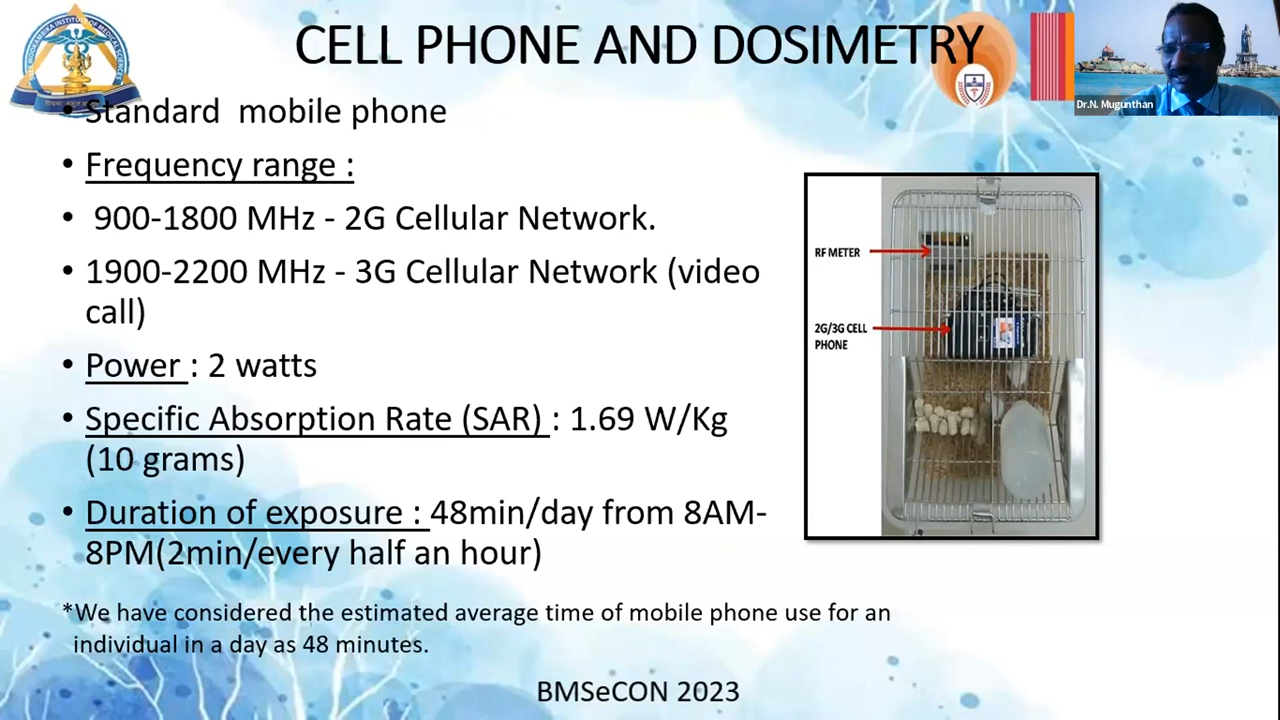 CELL PHONE AND DOSIMETRY
Dr.N. Mugunthan
• Standard mobile phone
• Frequency range :
• 900-1800 MHz - 2G Cellular Network.
• 1900-2200 MHz - 3G Cellular Network (video
call)
• Power : 2 watts
• Specific Absorption Rate (SAR) : 1.69 W/Kg
(10 grams)
• Duration of exposure : 48min/day from 8AM-
8PM(2min/every half an hour)
RF METER
2G/3G CELL
PHONE
*We have considered the estimated average time of mobile phone use for an
individual in a day as 48 minutes.
BMSeCON 2023